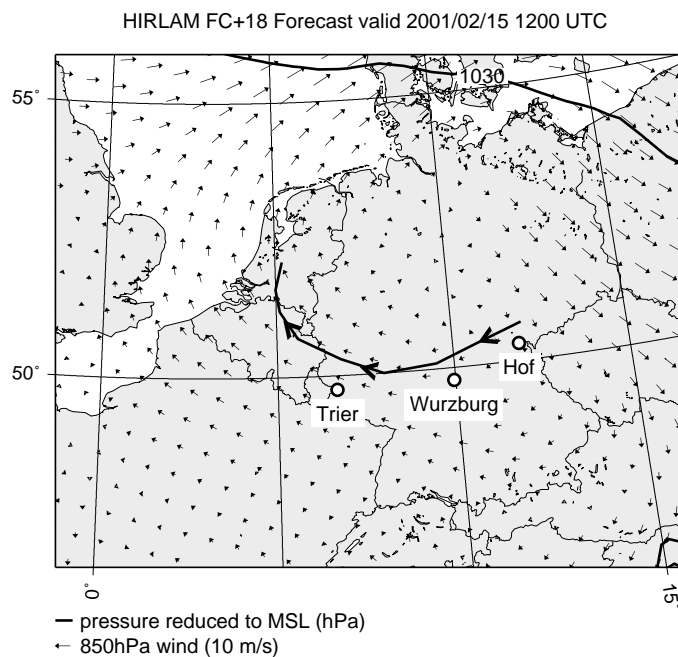 HIRLAM FC+18 Forecast valid 2001/02/15 1200 UTC
1030
55°
50°
Hof
Wurzburg
Trier
0°
15°
pressure reduced to MSL (hPa)
850hPa wind (10 m/s)